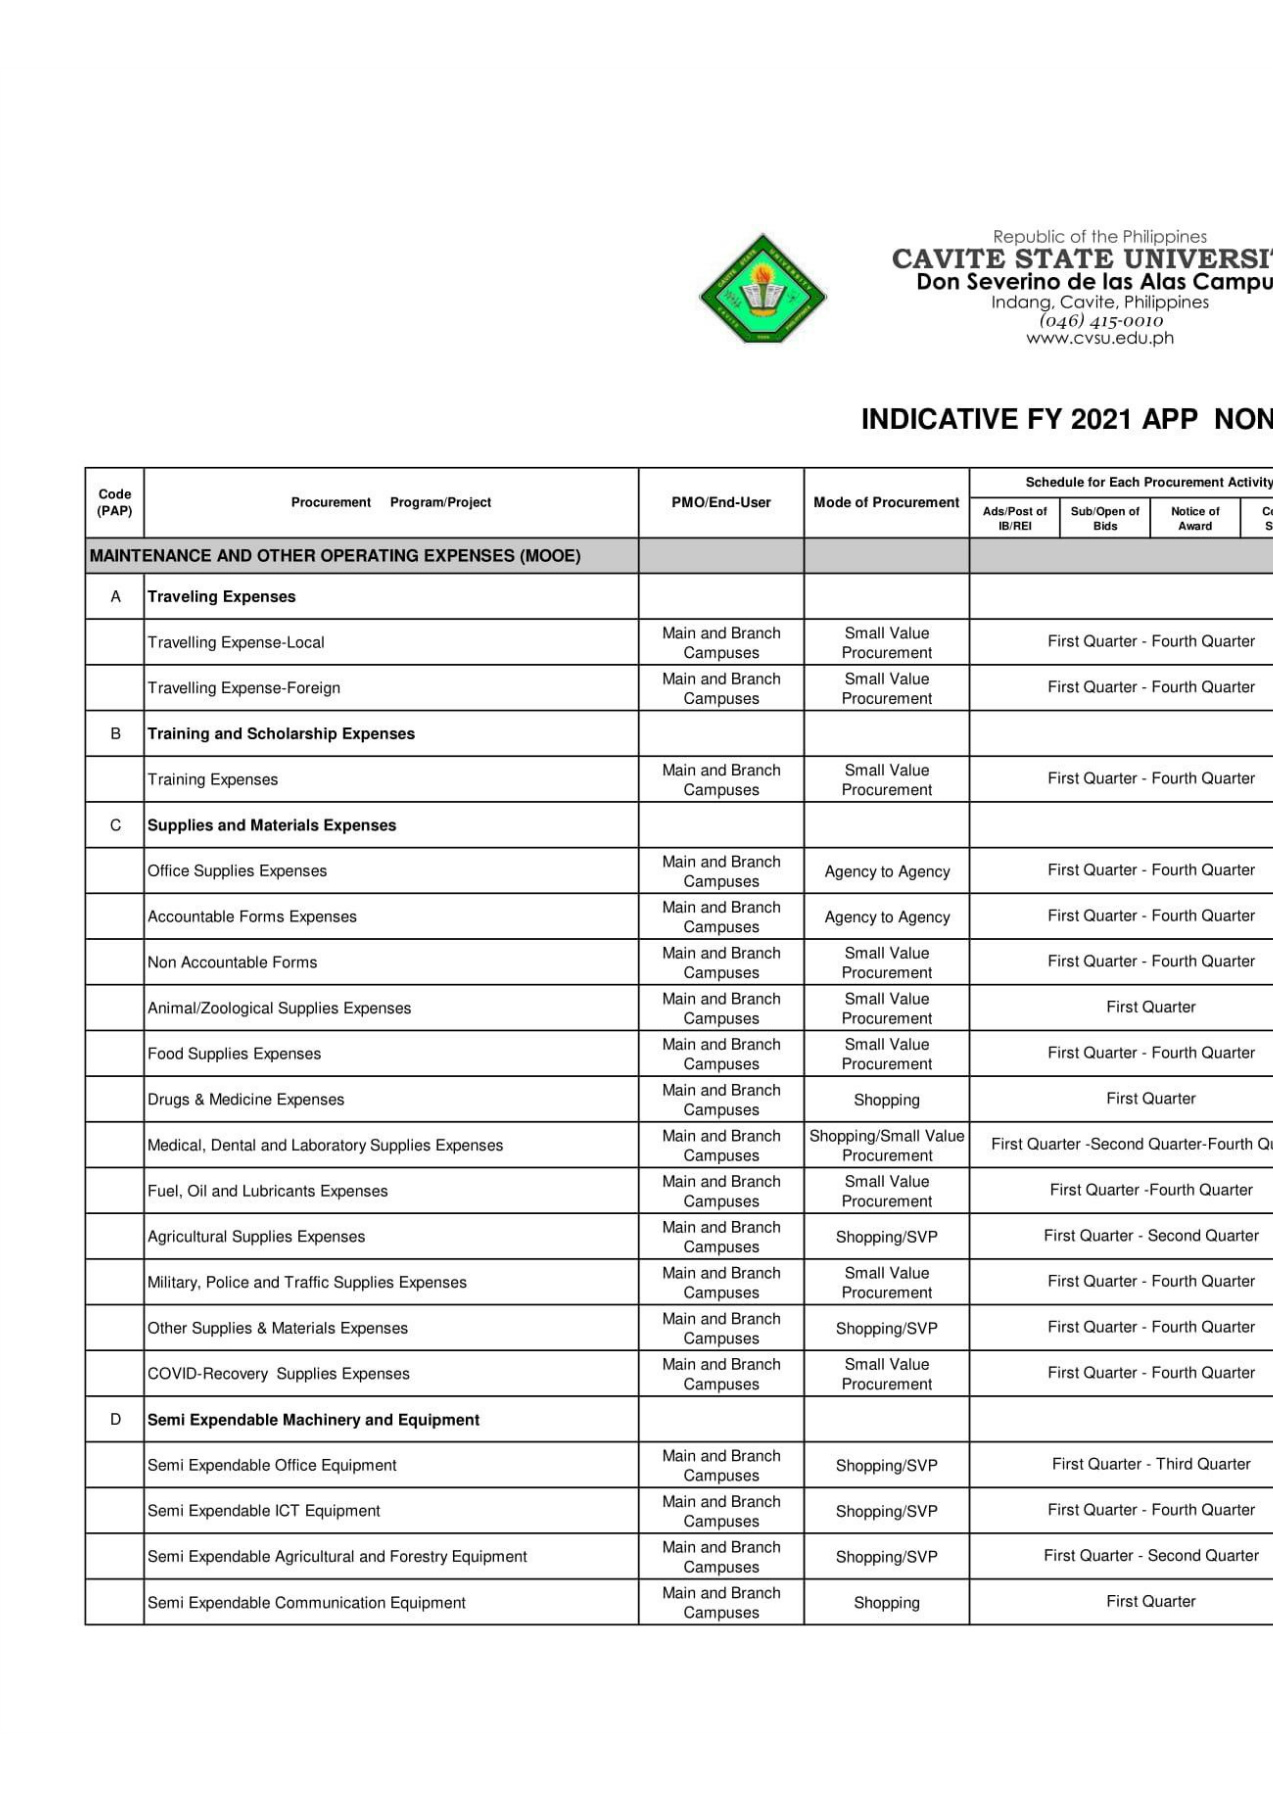 Republic of the Philippines
CAVITE STATE UNIVERSI
Don Severino de las Alas Campu
Indang, Cavite, Philippines
(046) 415-0010
www.cvsu.edu.ph
INDICATIVE FY 2021 APP NON
Code (PAP) Procurement Program/Project PMO/End-User Mode of Procurement Schedule for Each Procurement Activity
Ads/Post of IB/REI Sub/Open of Bids Notice of Award
MAINTENANCE AND OTHER OPERATING EXPENSES (MOOE)
A Traveling Expenses
Travelling Expense-Local Main and Branch Campuses Small Value Procurement First Quarter - Fourth Quarter
Travelling Expense-Foreign Main and Branch Campuses Small Value Procurement First Quarter - Fourth Quarter
B Training and Scholarship Expenses
Training Expenses Main and Branch Campuses Small Value Procurement First Quarter - Fourth Quarter
C Supplies and Materials Expenses
Office Supplies Expenses Main and Branch Campuses Agency to Agency First Quarter - Fourth Quarter
Accountable Forms Expenses Main and Branch Campuses Agency to Agency First Quarter - Fourth Quarter
Non Accountable Forms Main and Branch Campuses Small Value Procurement First Quarter - Fourth Quarter
Animal/Zoological Supplies Expenses Main and Branch Campuses Small Value Procurement First Quarter
Food Supplies Expenses Main and Branch Campuses Small Value Procurement First Quarter - Fourth Quarter
Drugs & Medicine Expenses Main and Branch Campuses Shopping First Quarter
Medical, Dental and Laboratory Supplies Expenses Main and Branch Campuses Shopping/Small Value Procurement First Quarter -Second Quarter-Fourth Qu
Fuel, Oil and Lubricants Expenses Main and Branch Campuses Small Value Procurement First Quarter -Fourth Quarter
Agricultural Supplies Expenses Main and Branch Campuses Shopping/SVP First Quarter - Second Quarter
Military, Police and Traffic Supplies Expenses Main and Branch Campuses Small Value Procurement First Quarter - Fourth Quarter
Other Supplies & Materials Expenses Main and Branch Campuses Shopping/SVP First Quarter - Fourth Quarter
COVID-Recovery Supplies Expenses Main and Branch Campuses Small Value Procurement First Quarter - Fourth Quarter
D Semi Expendable Machinery and Equipment
Semi Expendable Office Equipment Main and Branch Campuses Shopping/SVP First Quarter - Third Quarter
Semi Expendable ICT Equipment Main and Branch Campuses Shopping/SVP First Quarter - Fourth Quarter
Semi Expendable Agricultural and Forestry Equipment Main and Branch Campuses Shopping/SVP First Quarter - Second Quarter
Semi Expendable Communication Equipment Main and Branch Campuses Shopping First Quarter